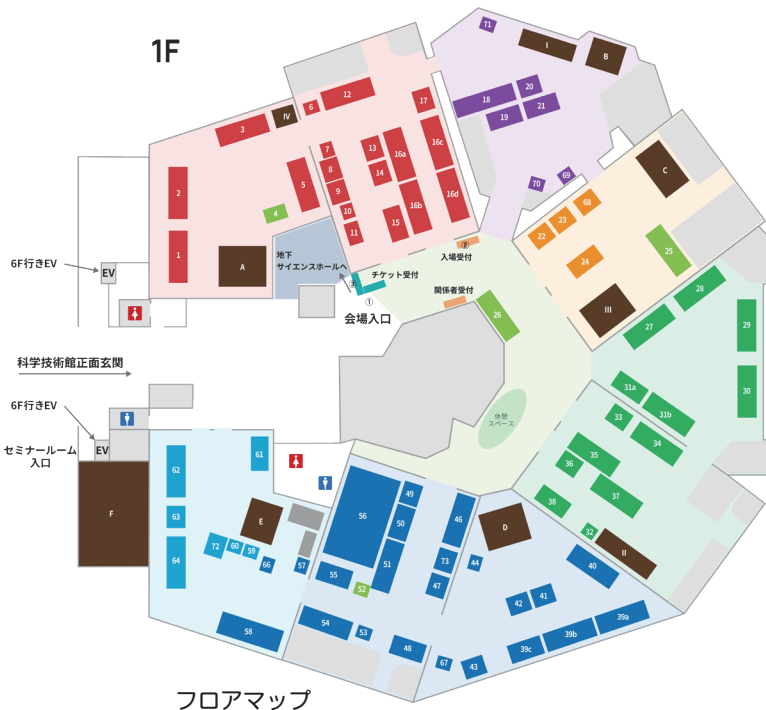 1F
71
I
B
12
17
6
IV
3
18
20
21
19
16c
7
13
16a
8
14
C
2
5
9
16d
70
69
68
4
10
15
16b
23
22
11
25
1
A
24
地下
サイエンスホールへ
②
入場受付
6F行きEV
EV
チケット受付
③
①
会場入口
関係者受付
26
III
28
27
29
科学技術館正面玄関
31a
31b
30
6F行きEV
33
34
休憩
スペース
セミナールーム
入口
EV
61
62
35
36
37
49
46
56
50
38
F
63
E
D
32
II
64
72
60
59
66
57
51
73
44
40
55
52
47
42
41
58
54
53
39a
39b
39c
48
67
43
フロアマップ